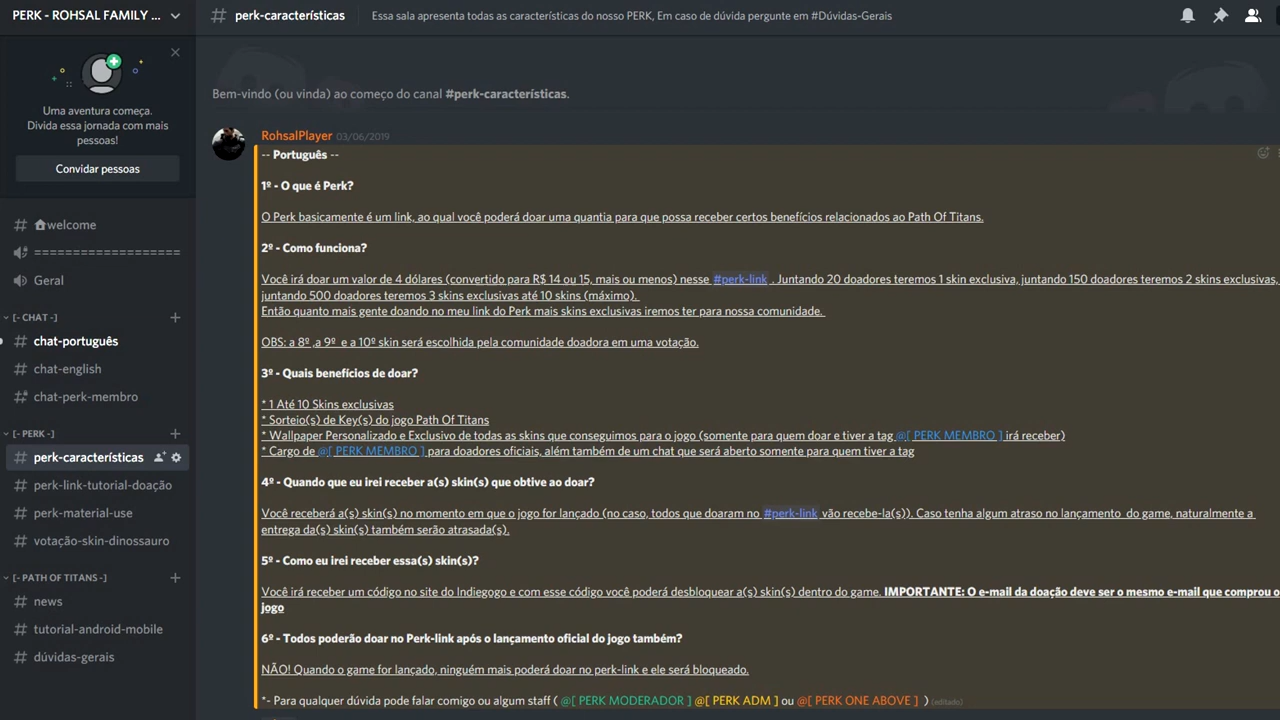 PERK - ROHSAL FAMILY ...
# perk-características
Essa sala apresenta todas as características do nosso PERK, Em caso de dúvida pergunte em #Dúvidas-Gerais
Uma aventura começa.
Divida essa jornada com mais
pessoas!
Convidar pessoas
# welcome
==================
Geral
[- CHAT -]
chat-português
chat-english
chat-perk-membro
[- PERK -]
perk-características
perk-link-tutorial-doação
perk-material-use
votação-skin-dinossauro
[- PATH OF TITANS -]
news
tutorial-android-mobile
dúvidas-gerais
Bem-vindo (ou vinda) ao começo do canal #perk-características.
RohsalPlayer 03/06/2019
-- Português --
1º - O que é Perk?
O Perk basicamente é um link, ao qual você poderá doar uma quantia para que possa receber certos benefícios relacionados ao Path Of Titans.
2º - Como funciona?
Você irá doar um valor de 4 dólares (convertido para R$ 14 ou 15, mais ou menos) nesse #perk-link . Juntando 20 doadores teremos 1 skin exclusiva, juntando 150 doadores teremos 2 skins exclusivas,
juntando 500 doadores teremos 3 skins exclusivas até 10 skins (máximo).
Então quanto mais gente doando no meu link do Perk mais skins exclusivas iremos ter para nossa comunidade.
OBS: a 8º ,a 9º e a 10º skin será escolhida pela comunidade doadora em uma votação.
3º - Quais benefícios de doar?
* 1 Até 10 Skins exclusivas
* Sorteio(s) de Key(s) do jogo Path Of Titans
* Wallpaper Personalizado e Exclusivo de todas as skins que conseguimos para o jogo (somente para quem doar e tiver a tag @[ PERK MEMBRO ] irá receber)
* Cargo de @[ PERK MEMBRO ] para doadores oficiais, além também de um chat que será aberto somente para quem tiver a tag
4º - Quando que eu irei receber a(s) skin(s) que obtive ao doar?
Você receberá a(s) skin(s) no momento em que o jogo for lançado (no caso, todos que doaram no #perk-link vão recebe-la(s)). Caso tenha algum atraso no lançamento do game, naturalmente a
entrega da(s) skin(s) também serão atrasada(s).
5º - Como eu irei receber essa(s) skin(s)?
Você irá receber um código no site do Indiegogo e com esse código você poderá desbloquear a(s) skin(s) dentro do game. IMPORTANTE: O e-mail da doação deve ser o mesmo e-mail que comprou o
jogo
6º - Todos poderão doar no Perk-link após o lançamento oficial do jogo também?
NÃO! Quando o game for lançado, ninguém mais poderá doar no perk-link e ele será bloqueado.
*- Para qualquer dúvida pode falar comigo ou algum staff ( @[ PERK MODERADOR ] @[ PERK ADM ] ou @[ PERK ONE ABOVE ] ) (editado)